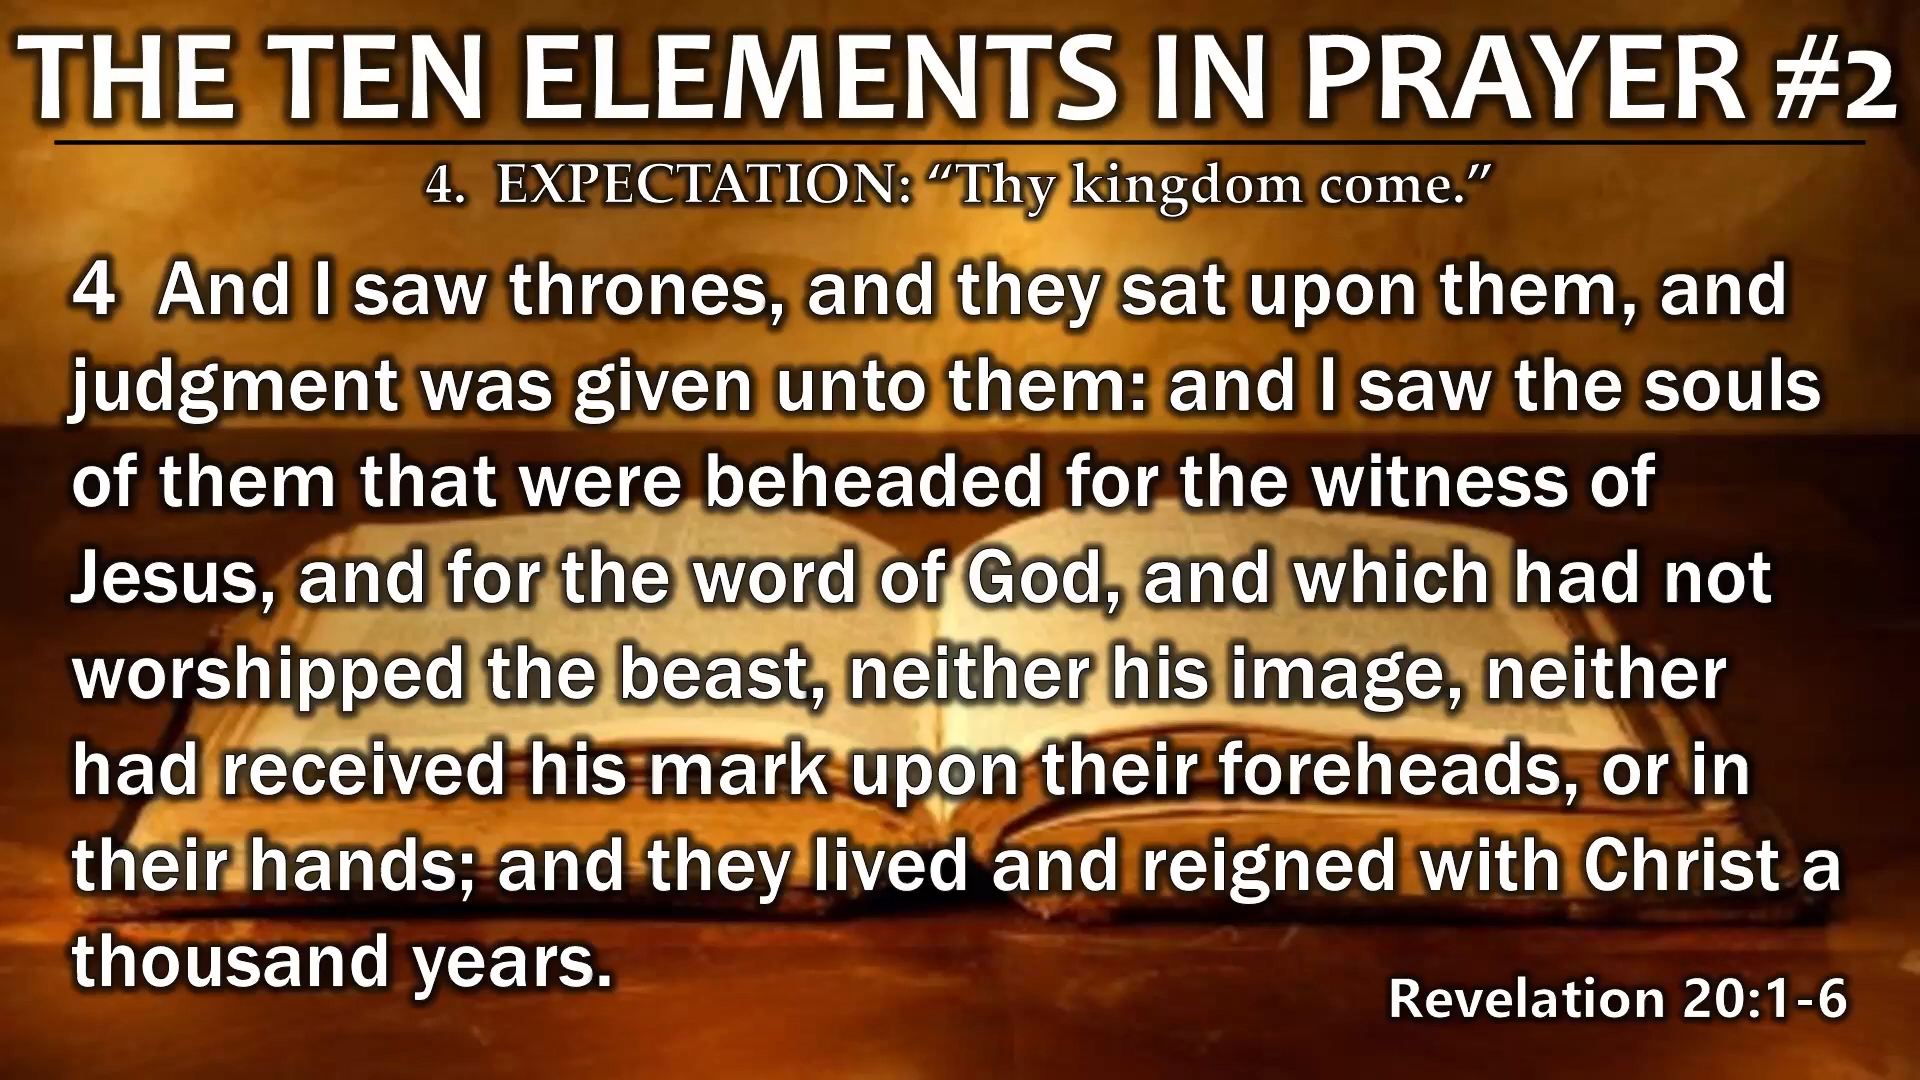 THE TEN ELEMENTS IN PRAYER #2
4. EXPECTATION: “Thy kingdom come.”
4 And I saw thrones, and they sat upon them, and
judgment was given unto them: and I saw the souls
of them that were beheaded for the witness of
Jesus, and for the word of God, and which had not
worshipped the beast, neither his image, neither
had received his mark upon their foreheads, or in
their hands; and they lived and reigned with Christ a
thousand years.
Revelation 20:1-6